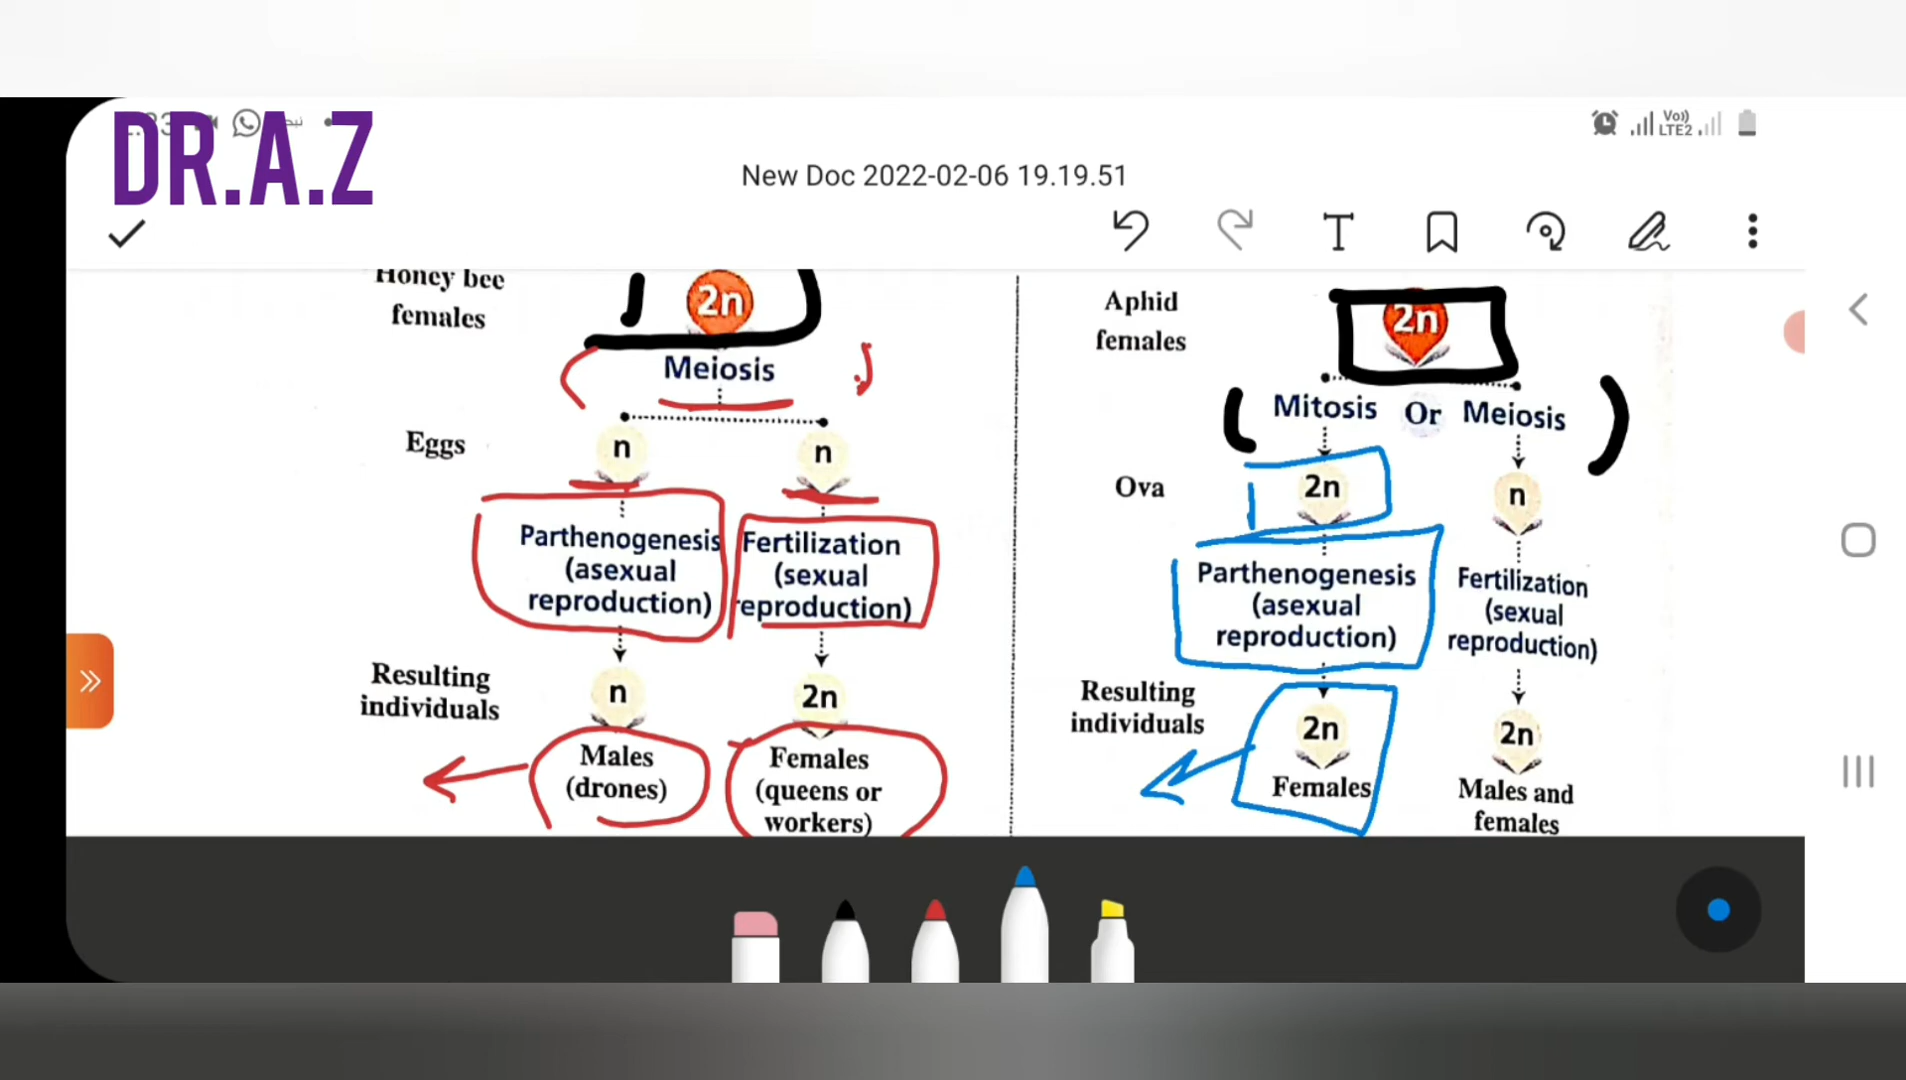 DR.A.Z
Vo))
LTE2
New Doc 2022-02-06 19.19.51
T
Honey bee
females
2n
Meiosis
Eggs
n
n
Parthenogenesis
(asexual
reproduction)
Fertilization
(sexual
reproduction)
Resulting
individuals
n
2n
Males
(drones)
Females
(queens or
workers)
Aphid
females
2n
Mitosis Or Meiosis
Ova
2n
n
Parthenogenesis
(asexual
reproduction)
Fertilization
(sexual
reproduction)
Resulting
individuals
2n
2n
Females
Males and
females